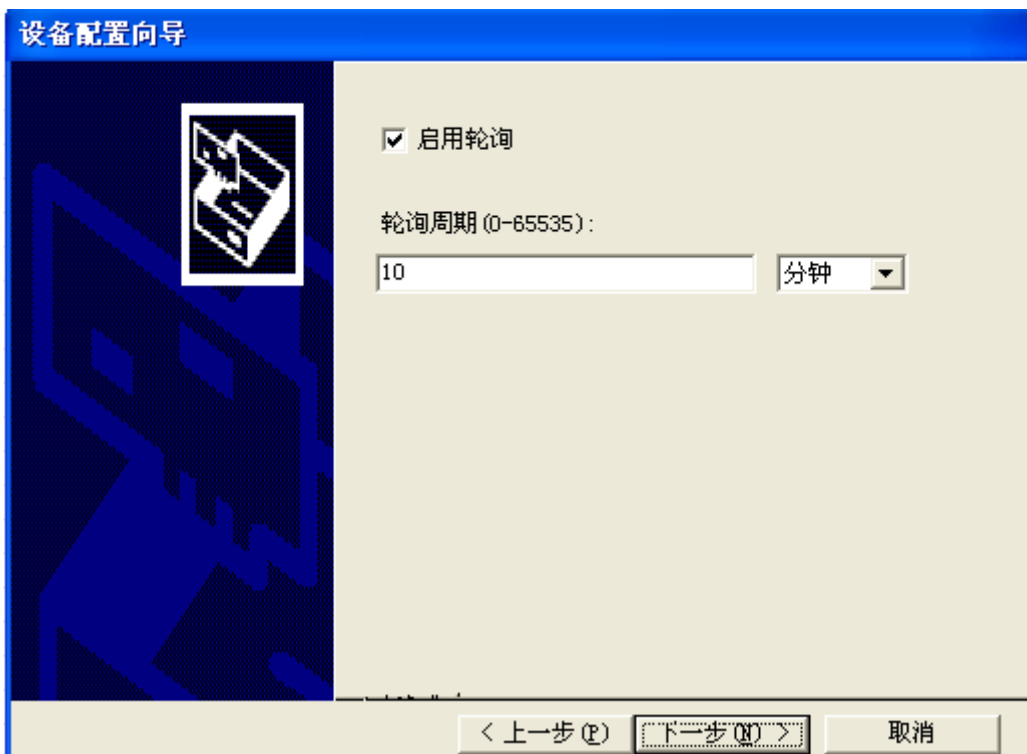 设备配置向导
启用轮询
轮询周期(0-65535):
10 分钟
< 上一步(P) 下一步(N) > 取消